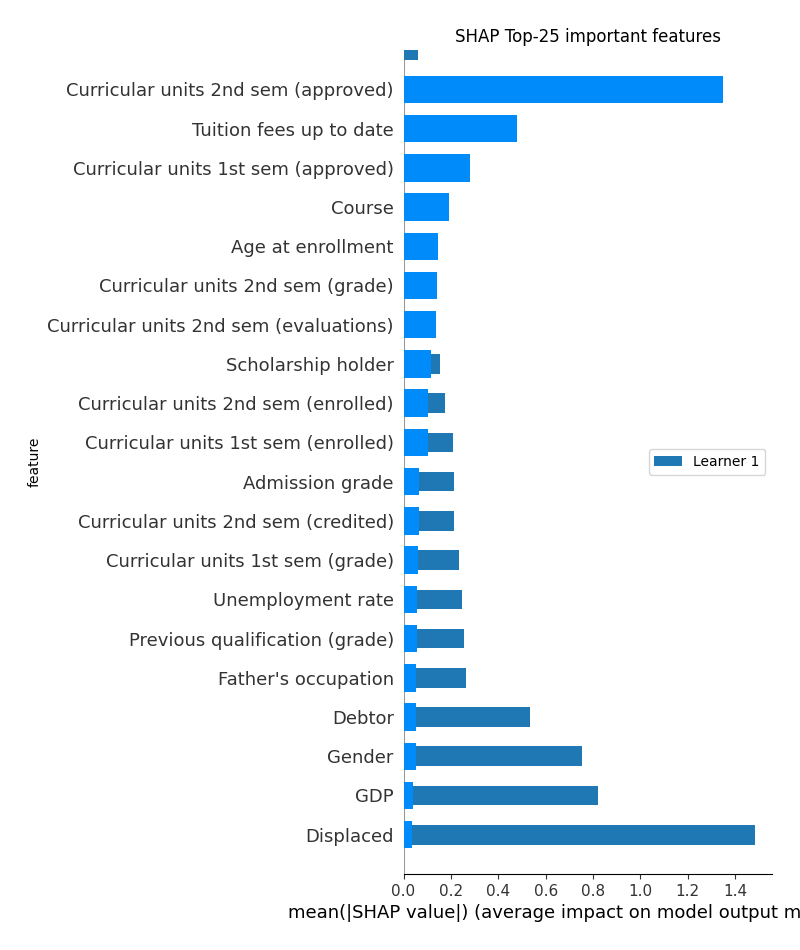 SHAP Top-25 important features
Curricular units 2nd sem (approved)
Tuition fees up to date
Curricular units 1st sem (approved)
Course
Age at enrollment
Curricular units 2nd sem (grade)
Curricular units 2nd sem (evaluations)
Scholarship holder
Curricular units 2nd sem (enrolled)
Curricular units 1st sem (enrolled)
Admission grade
Curricular units 2nd sem (credited)
Curricular units 1st sem (grade)
Unemployment rate
Previous qualification (grade)
Father's occupation
Debtor
Gender
GDP
Displaced
feature
Learner 1
0.0 0.2 0.4 0.6 0.8 1.0 1.2 1.4
mean(|SHAP value|) (average impact on model output m